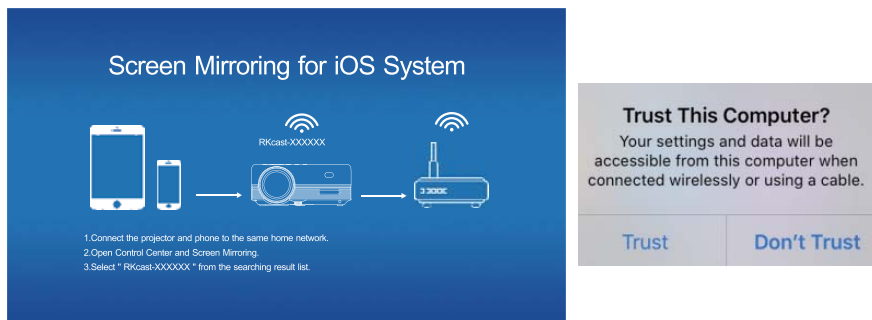 Screen Mirroring for iOS System
RKcast-XXXXXX
1.Connect the projector and phone to the same home network.
2.Open Control Center and Screen Mirroring.
3.Select " RKcast-XXXXXX " from the searching result list.
Trust This Computer?
Your settings and data will be
accessible from this computer when
connected wirelessly or using a cable.
Trust
Don't Trust